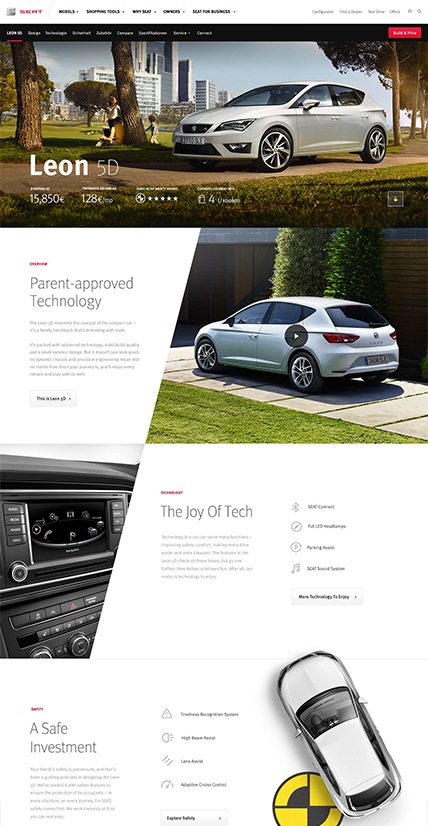 SEAT
MODELS
SHOPPING TOOLS
WHY SEAT
OWNERS
SEAT FOR BUSINESS
Configurator
Find a Dealer
Test Drive
Offers
LEON 5D
Design
Technologie
Sicherheit
Zubehör
Compare
Spezifikationen
Service
Connect
Build & Price
Leon 5D
STARTING AT
15,850€
128€/mo
4 l/100km
OVERVIEW
Parent-approved
Technology
The Leon 5D reinvents the concept of the compact car –
it's a family hatchback that's brimming with style.
It's packed with advanced technology, solid build quality
and a sleek exterior design. But it doesn't just look good.
Its dynamic chassis and precision engineering mean that
no matter how short your journey is, you'll enjoy every
minute and stay safe as well.
This is Leon 5D
RADIO
MEDIA
PHONE
VOICE
Navigation
TECHNOLOGY
The Joy Of Tech
Technology in a car can serve many functions –
improving safety, comfort, making every drive
easier and more pleasant. The features in the
Leon 5D check all these boxes, but go one
further: they deliver unalloyed fun. After all, our
motto is technology to enjoy.
SEAT Connect
Full LED Headlamps
Parking Assist
SEAT Sound System
More Technology To Enjoy
SAFETY
A Safe
Investment
Your family's safety is paramount, and that's
been a guiding principle in designing the Leon
5D. We've loaded it with safety features to
ensure the protection of its occupants – in
every situation, on every journey. For SEAT,
safety comes first. We work tirelessly all so
you can rest easy.
Tiredness Recognition System
High Beam Assist
Lane Assist
Adaptive Cruise Control
Explore Safety